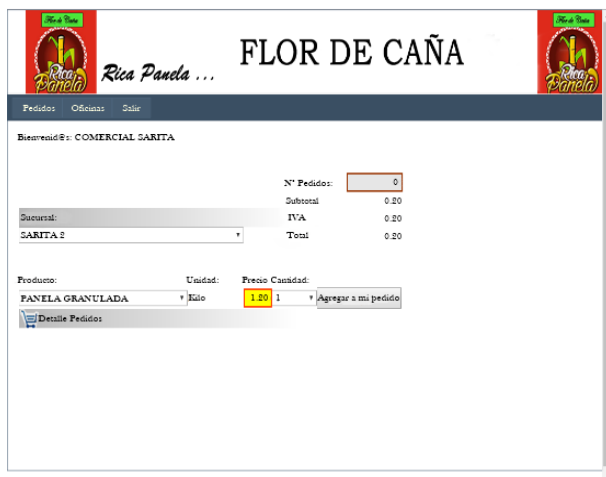 Flor de Caña
Rica
Panela
Rica Panela ...
FLOR DE CAÑA
Flor de Caña
Rica
Panela
Pedidos Oficinas Salir
Bienvenid@s: COMERCIAL SARITA
N° Pedidos: 0
Subtotal 0.20
Sucursal: IVA 0.20
SARITA 2 Total 0.20
Producto: Unidad: Precio Cantidad:
PANELA GRANULADA Kilo 1.20 1 Agregar a mi pedido
Detalle Pedidos